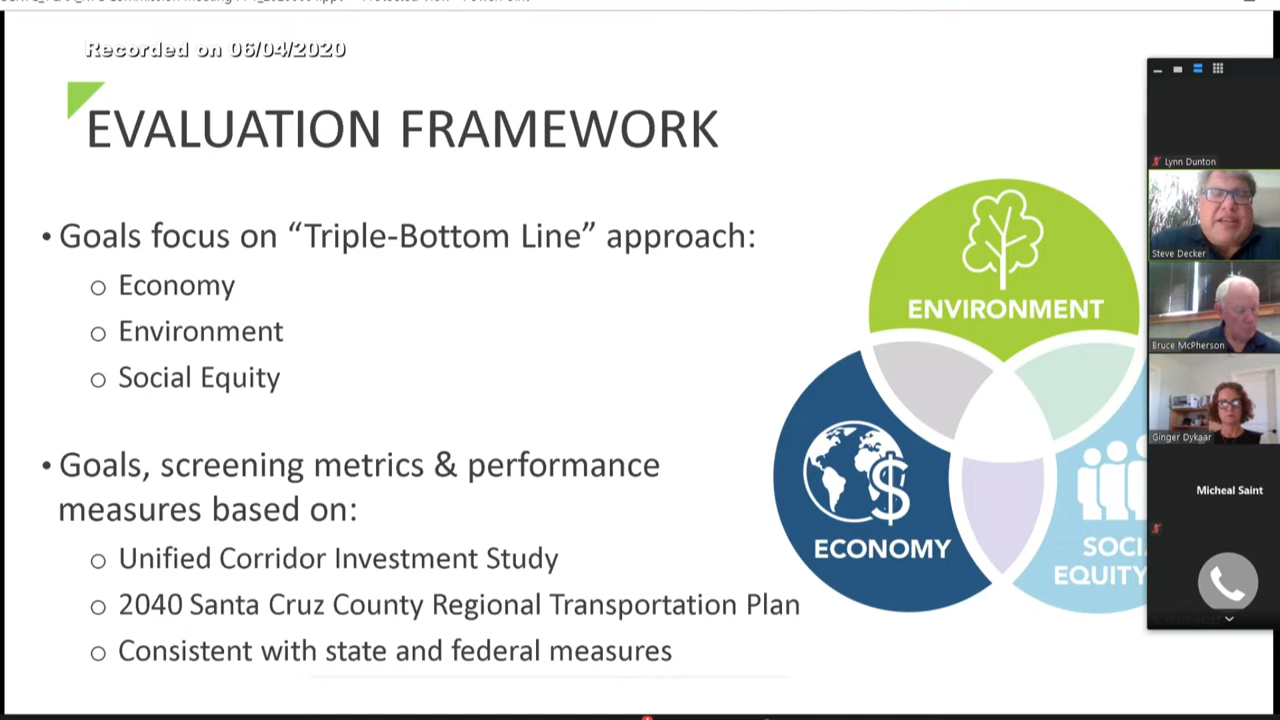 Recorded on 06/04/2020
EVALUATION FRAMEWORK
• Goals focus on “Triple-Bottom Line” approach:
o Economy
o Environment
o Social Equity
• Goals, screening metrics & performance
measures based on:
o Unified Corridor Investment Study
o 2040 Santa Cruz County Regional Transportation Plan
o Consistent with state and federal measures
ENVIRONMENT
ECONOMY
$
SOCI
EQUITY
Lynn Dunton
Steve Decker
Bruce McPherson
Ginger Dykaar
Micheal Saint